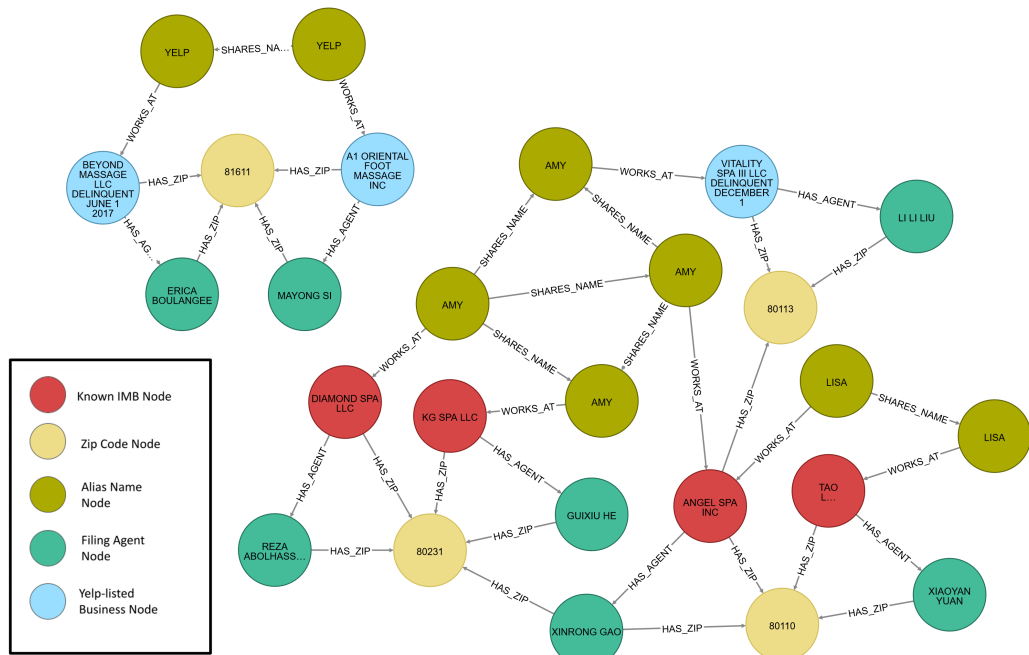 YELP
SHARES_NA...
YELP
WORKS_AT
WORKS_AT
BEYOND
MASSAGE
LLC
DELINQUENT
JUNE 1
2017
HAS_ZIP
81611
HAS_ZIP
A1 ORIENTAL
FOOT
MASSAGE
INC
HAS_AG...
HAS_ZIP
HAS_ZIP
HAS_AGENT
ERICA
BOULANGEE
MAYONG SI
AMY
WORKS_AT
VITALITY
SPA III LLC
DELINQUENT
DECEMBER
1
HAS_AGENT
LI LI LIU
SHARES_NAME
SHARES_NAME
HAS_ZIP
HAS_ZIP
AMY
SHARES_NAME
AMY
80113
WORKS_AT
SHARES_NAME
SHARES_NAME
WORKS_AT
HAS_ZIP
DIAMOND SPA
LLC
KG SPA LLC
WORKS_AT
AMY
LISA
SHARES_NAME
LISA
WORKS_AT
WORKS_AT
HAS_AGENT
HAS_ZIP
HAS_ZIP
HAS_AGENT
GUIXIU HE
ANGEL SPA
INC
TAO
L...
REZA
ABOLHASS...
HAS_ZIP
80231
HAS_ZIP
HAS_AGENT
HAS_ZIP
HAS_ZIP
HAS_AGENT
HAS_ZIP
XINRONG GAO
HAS_ZIP
80110
HAS_ZIP
XIAOYAN
YUAN
Known IMB Node
Zip Code Node
Alias Name
Node
Filing Agent
Node
Yelp-listed
Business Node